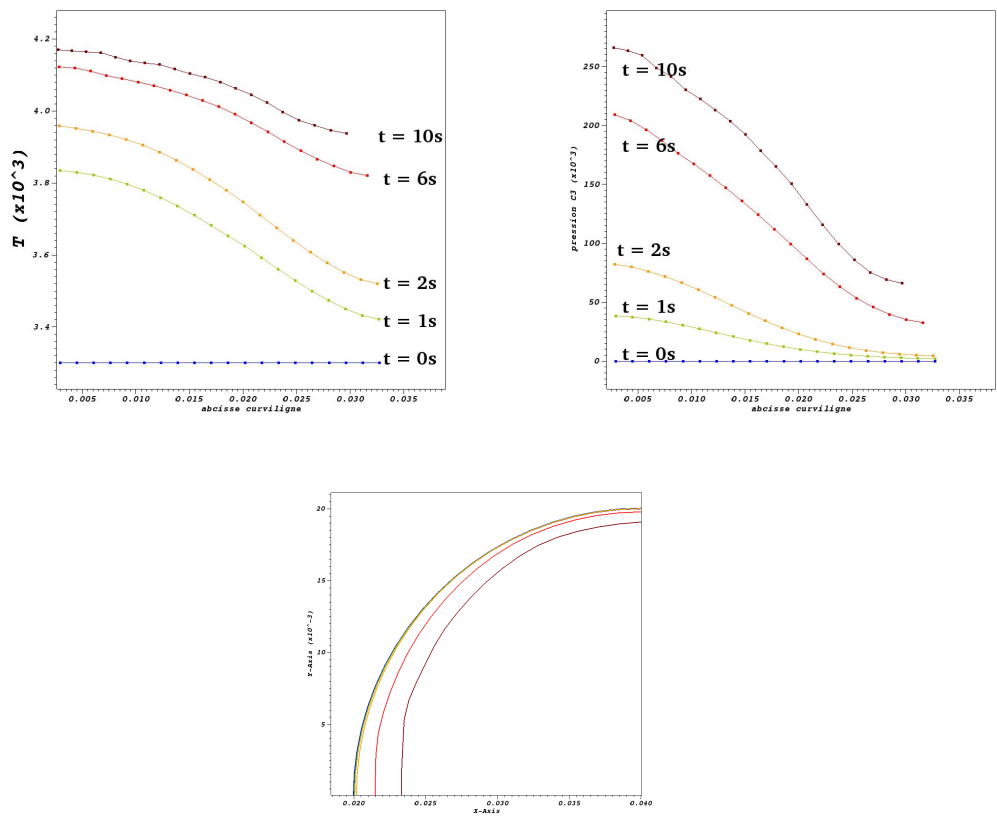 4.2
4.0
3.8
3.6
3.4
T (x10^3)
t = 10s
t = 6s
t = 2s
t = 1s
t = 0s
0.005 0.010 0.015 0.020 0.025 0.030 0.035
abcisse curviligne
250
200
150
100
50
0
pression C3 (x10^3)
t = 10s
t = 6s
t = 2s
t = 1s
t = 0s
0.005 0.010 0.015 0.020 0.025 0.030 0.035
abcisse curviligne
20
15
10
5
Y-Axis (x10^-3)
0.020 0.025 0.030 0.035 0.040
X-Axis